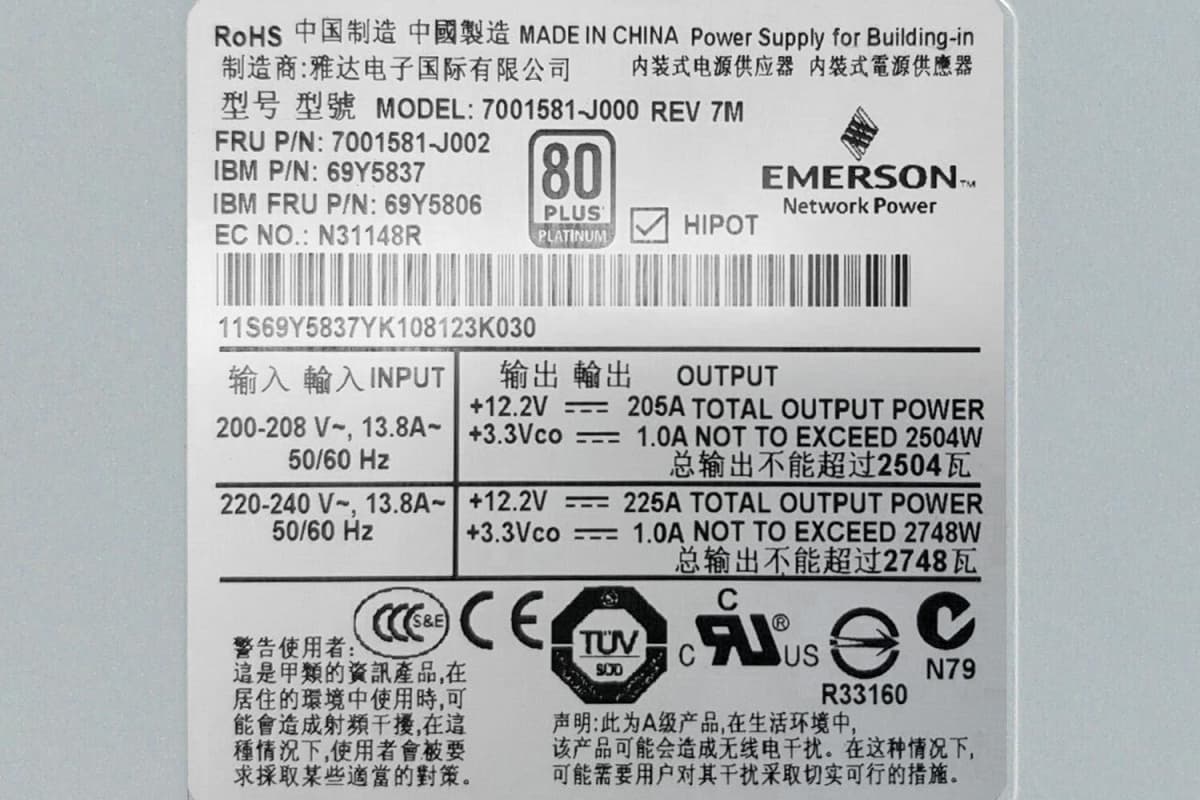 RoHS 中国制造 中國製造 MADE IN CHINA Power Supply for Building-in
制造商:雅达电子国际有限公司 内装式电源供应器 內裝式電源供應器
型号 型號 MODEL: 7001581-J000 REV 7M
FRU P/N: 7001581-J002
IBM P/N: 69Y5837
IBM FRU P/N: 69Y5806
EC NO.: N31148R
80
PLUS
PLATINUM
HIPOT
EMERSON™
Network Power
11S69Y5837YK108123K030
输入 輸入 INPUT
200-208 V~, 13.8A~
50/60 Hz
输出 輸出 OUTPUT
+12.2V ⎓ 205A TOTAL OUTPUT POWER
+3.3Vco ⎓ 1.0A NOT TO EXCEED 2504W
总输出不能超过2504瓦
220-240 V~, 13.8A~
50/60 Hz
+12.2V ⎓ 225A TOTAL OUTPUT POWER
+3.3Vco ⎓ 1.0A NOT TO EXCEED 2748W
总输出不能超过2748瓦
CCC S&E
CE
TÜV
SÜD
C RU ® US
R33160
N79
警告使用者:
這是甲類的資訊產品,在
居住的環境中使用時,可
能會造成射頻干擾,在這
種情況下,使用者會被要
求採取某些適當的對策。
声明:此为A级产品,在生活环境中,
该产品可能会造成无线电干扰。在这种情况下,
可能需要用户对其干扰采取切实可行的措施。